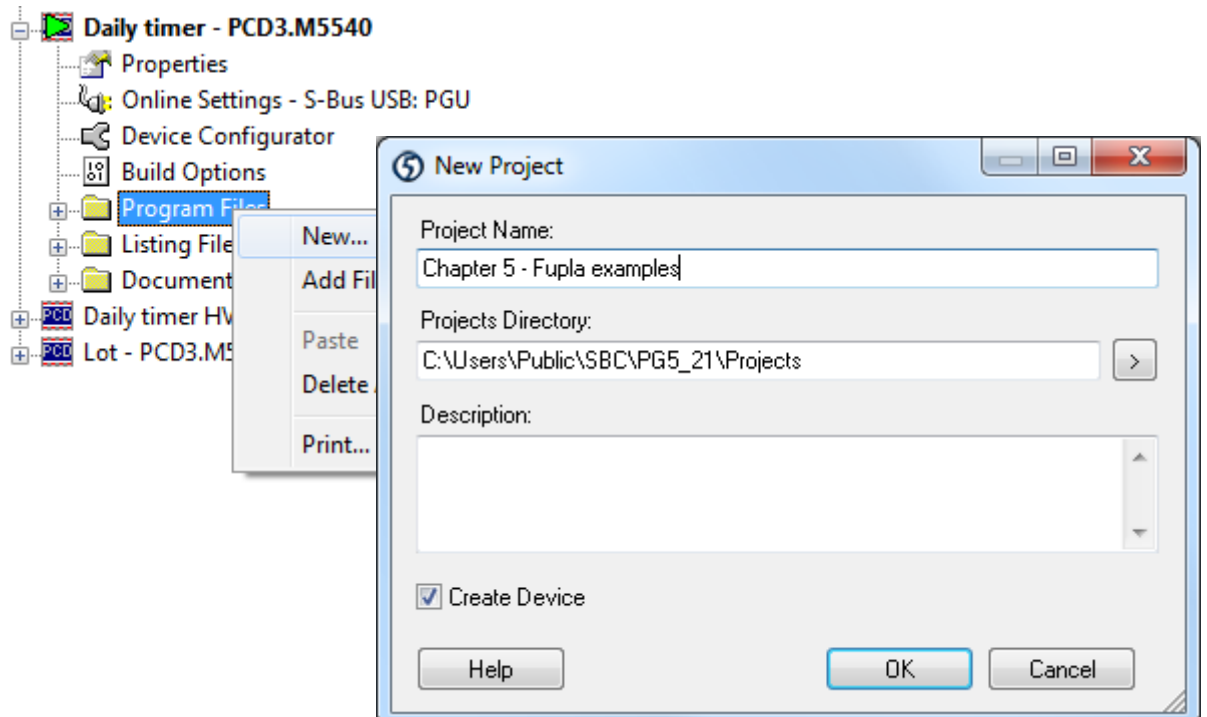 Daily timer - PCD3.M5540
Properties
Online Settings - S-Bus USB: PGU
Device Configurator
Build Options
Program Files
Listing File
Document
Daily timer HV
PCD
Lot - PCD3.M5
PCD
New...
Add Fil
Paste
Delete
Print...
New Project
Project Name:
Chapter 5 - Fupla examples
Projects Directory:
C:\Users\Public\SBC\PG5_21\Projects
>
Description:
Create Device
Help
OK
Cancel